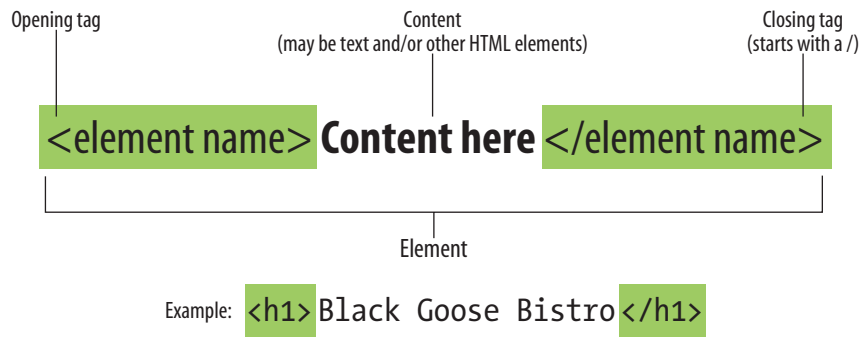 Opening tag
Content
(may be text and/or other HTML elements)
Closing tag
(starts with a /)
<element name> Content here </element name>
Element
Example: <h1>Black Goose Bistro</h1>